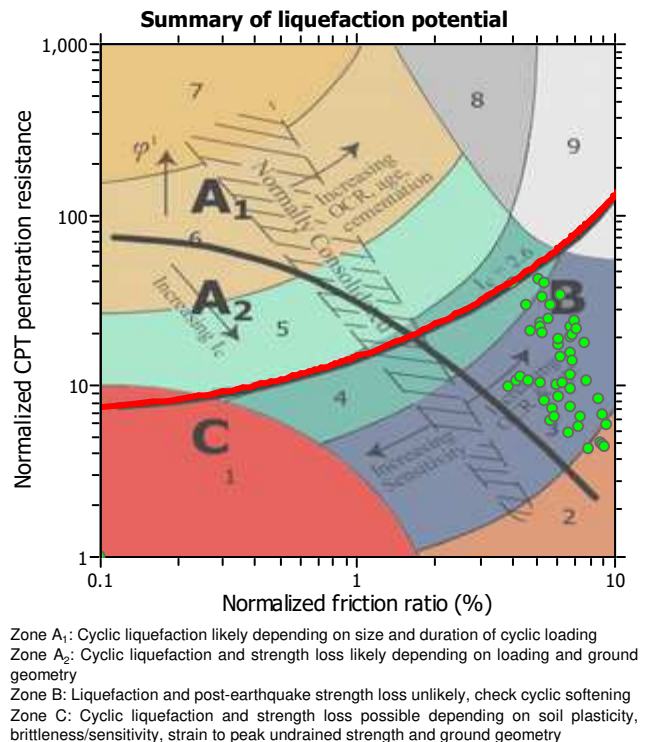 Summary of liquefaction potential
Normalized CPT penetration resistance
1,000
100
10
1
0.1
1
10
Normalized friction ratio (%)
7
8
9
φ'
A1
Increasing
OCR, age,
cementation
Normally Consolidated
6
A2
Increasing Ic
5
Ic = 2.6
B
4
C
1
Increasing
Sensitivity
OCR
3
2
Zone A1: Cyclic liquefaction likely depending on size and duration of cyclic loading
Zone A2: Cyclic liquefaction and strength loss likely depending on loading and ground
geometry
Zone B: Liquefaction and post-earthquake strength loss unlikely, check cyclic softening
Zone C: Cyclic liquefaction and strength loss possible depending on soil plasticity,
brittleness/sensitivity, strain to peak undrained strength and ground geometry